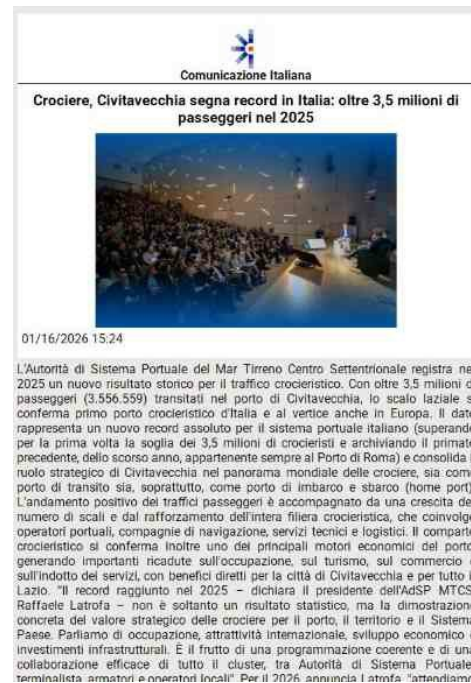 Comunicazione Italiana
Crociere, Civitavecchia segna record in Italia: oltre 3,5 milioni di
passeggeri nel 2025
01/16/2026 15:24
L'Autorità di Sistema Portuale del Mar Tirreno Centro Settentrionale registra ne
2025 un nuovo risultato storico per il traffico crocieristico. Con oltre 3,5 milioni d
passeggeri (3.556.559) transitati nel porto di Civitavecchia, lo scalo laziale s
conferma primo porto crocieristico d'Italia e al vertice anche in Europa. Il dato
rappresenta un nuovo record assoluto per il sistema portuale italiano (superando
per la prima volta la soglia dei 3,5 milioni di crocieristi e archiviando il primato
precedente, dello scorso anno, appartenente sempre al Porto di Roma) e consolida i
ruolo strategico di Civitavecchia nel panorama mondiale delle crociere, sia come
porto di transito sia, soprattutto, come porto di imbarco e sbarco (home port)
L'andamento positivo dei traffici passeggeri è accompagnato da una crescita de
numero di scali e dal rafforzamento dell'intera filiera crocieristica, che coinvolge
operatori portuali, compagnie di navigazione, servizi tecnici e logistici. Il comparto
crocieristico si conferma inoltre uno dei principali motori economici del porto
generando importanti ricadute sull'occupazione, sul turismo, sul commercio e
sull'indotto dei servizi, con benefici diretti per la città di Civitavecchia e per tutto i
Lazio. "Il record raggiunto nel 2025 – dichiara il presidente dell'AdSP MTCS
Raffaele Latrofa – non è soltanto un risultato statistico, ma la dimostrazione
concreta del valore strategico delle crociere per il porto, il territorio e il Sistema
Paese. Parliamo di occupazione, attrattività internazionale, sviluppo economico e
investimenti infrastrutturali. È il frutto di una programmazione coerente e di una
collaborazione efficace di tutto il cluster, tra Autorità di Sistema Portuale
terminalista, armatori e operatori locali". Per il 2026, annuncia Latrofa, "attendiamo